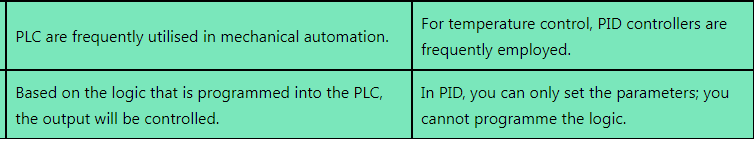 PLC are frequently utilised in mechanical automation.
For temperature control, PID controllers are
frequently employed.
Based on the logic that is programmed into the PLC,
the output will be controlled.
In PID, you can only set the parameters; you
cannot programme the logic.